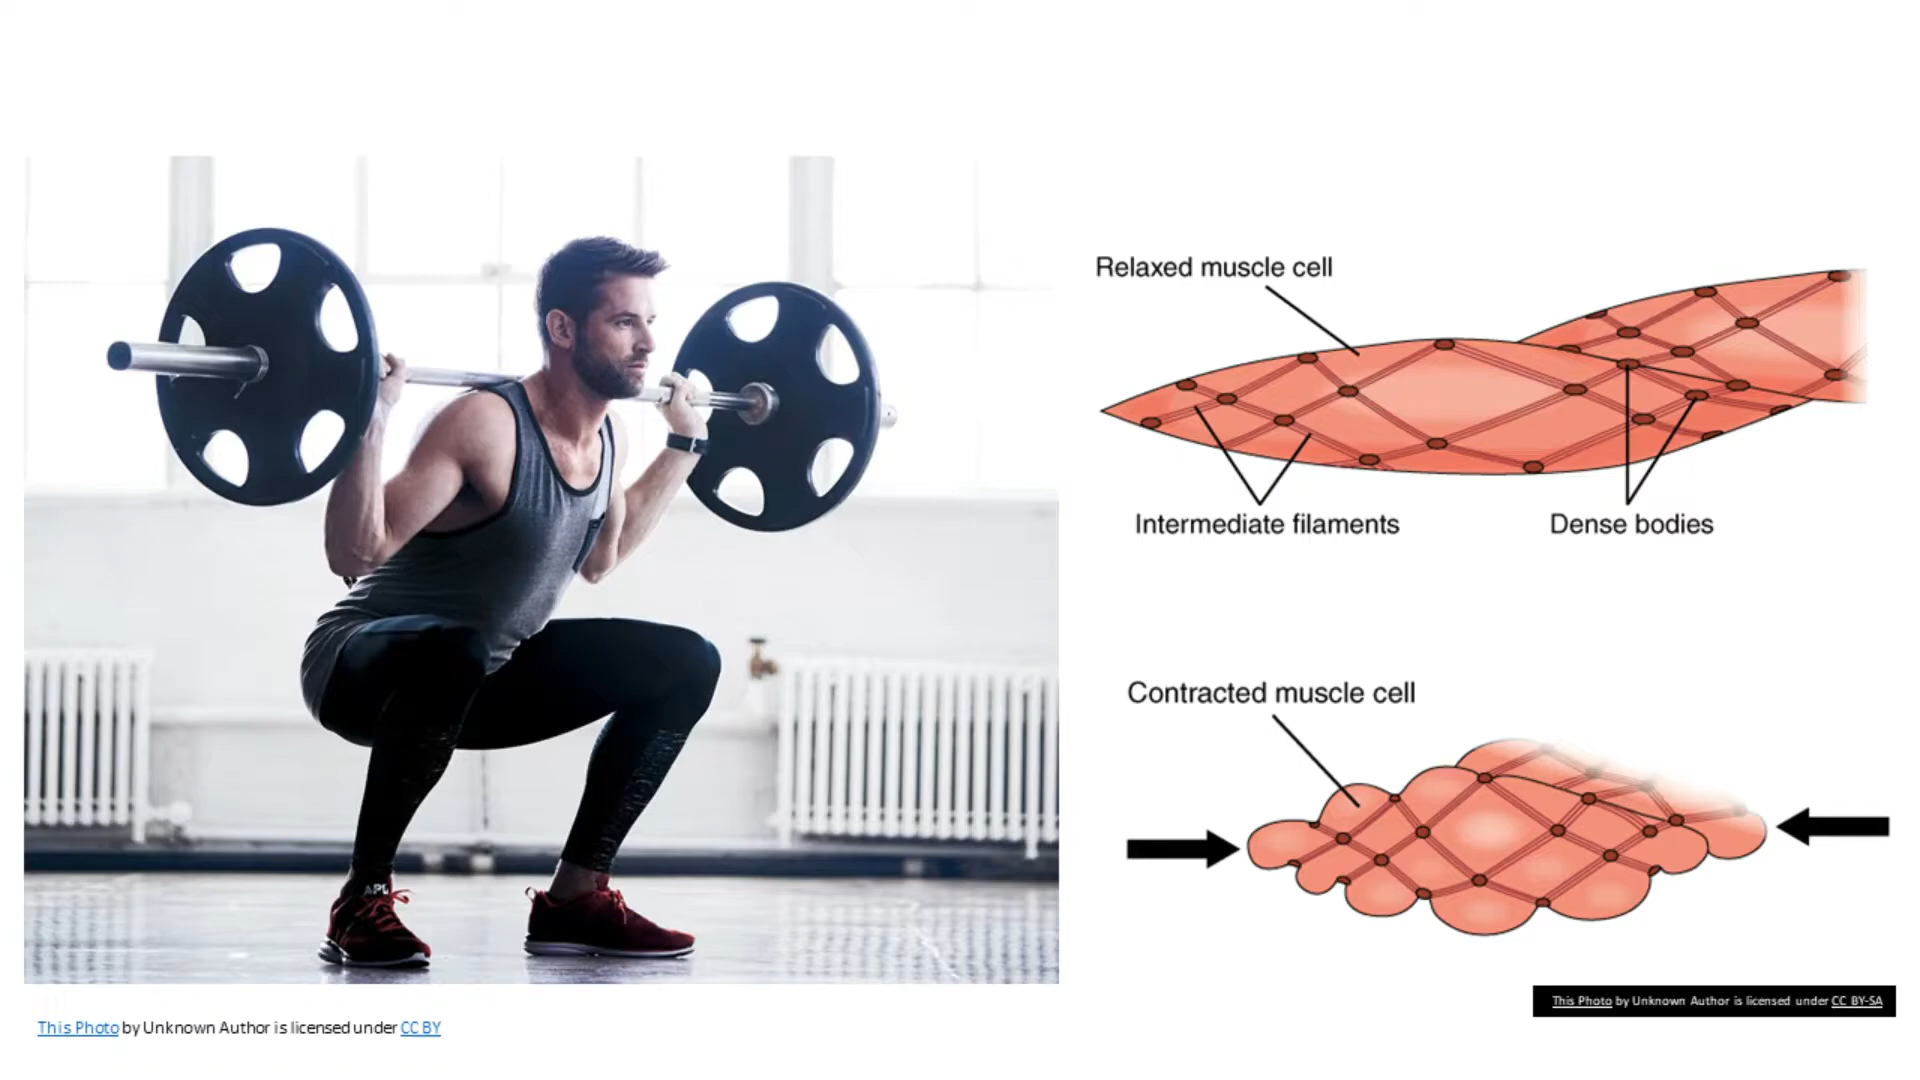 Relaxed muscle cell
Intermediate filaments
Dense bodies
Contracted muscle cell
APL
This Photo by Unknown Author is licensed under CC BY-SA
This Photo by Unknown Author is licensed under CC BY